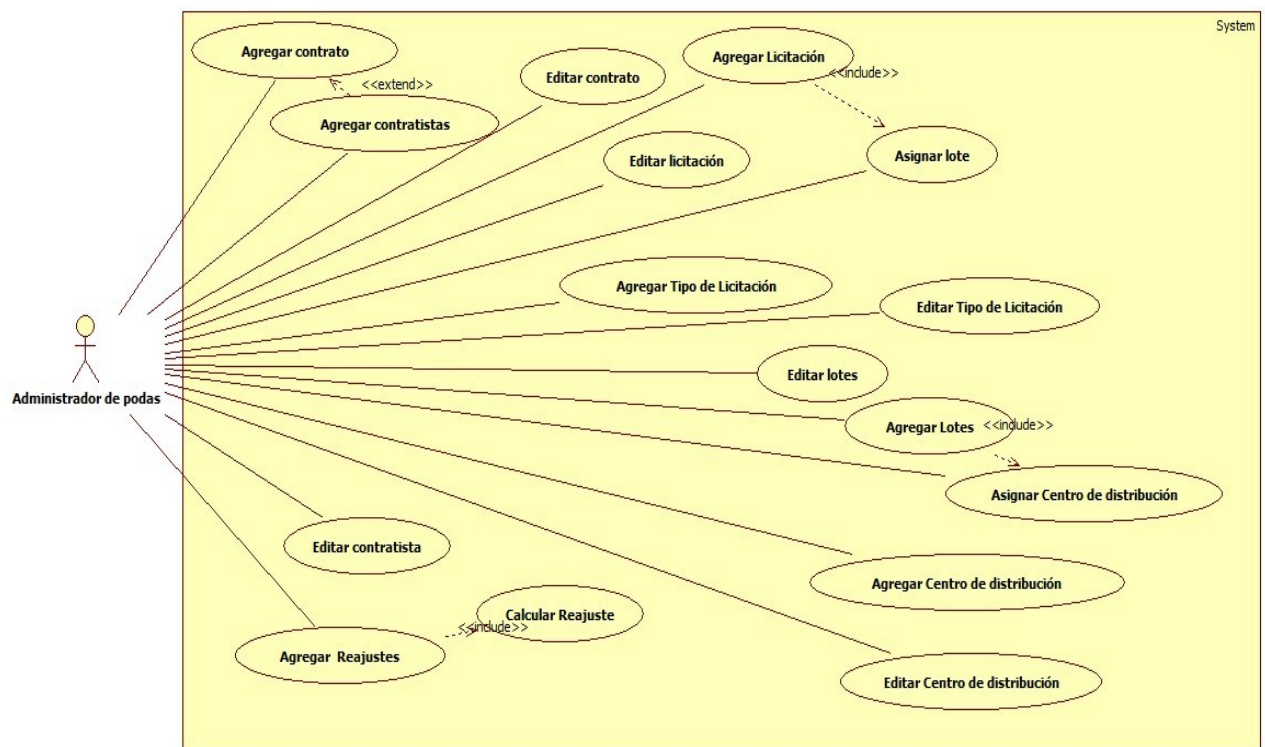 System
Agregar contrato
<<extend>>
Agregar contratistas
Editar contrato
Agregar Licitación
<<include>>
Editar licitación
Asignar lote
Agregar Tipo de Licitación
Editar Tipo de Licitación
Editar lotes
Administrador de podas
Agregar Lotes
<<include>>
Asignar Centro de distribución
Editar contratista
Agregar Centro de distribución
Calcular Reajuste
<<include>>
Agregar Reajustes
Editar Centro de distribución